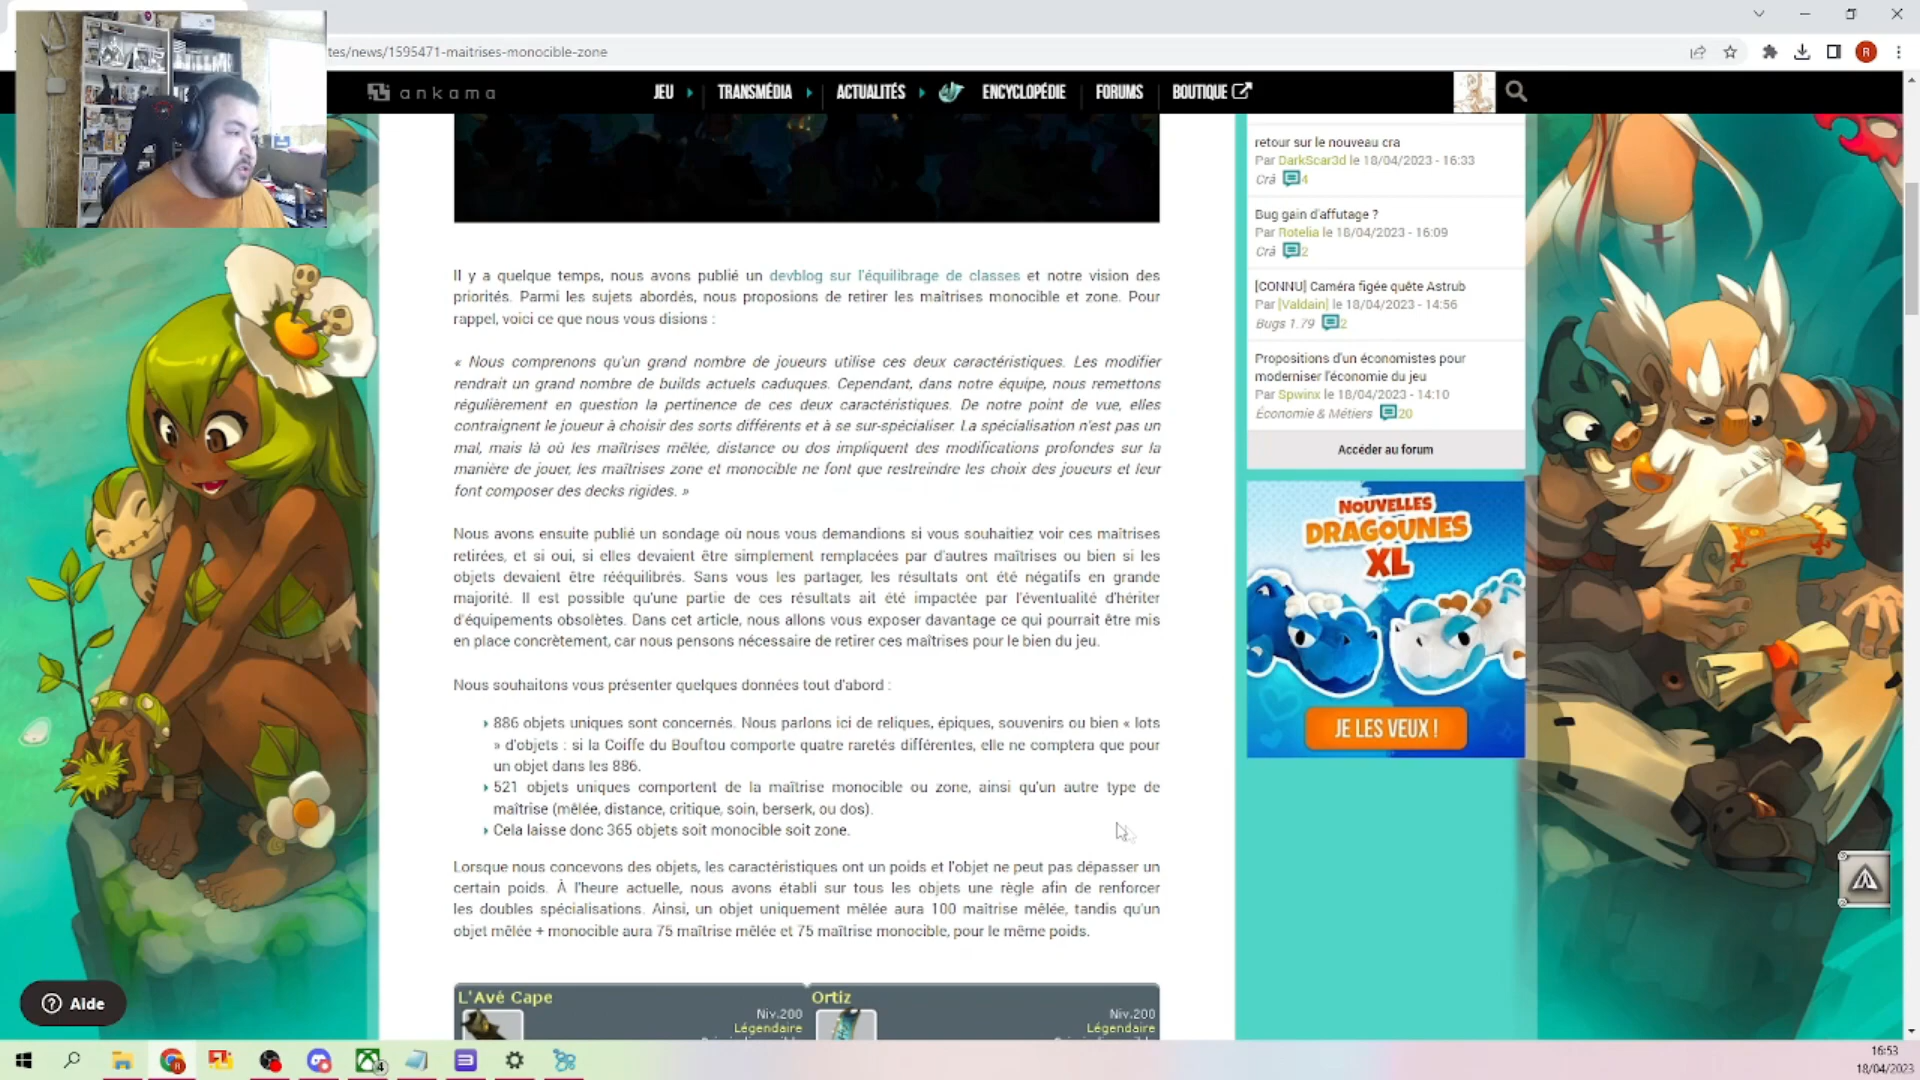 tes/news/1595471-maitrises-monocible-zone
R
ankama
JEU
TRANSMÉDIA
ACTUALITÉS
ENCYCLOPÉDIE
FORUMS
BOUTIQUE
retour sur le nouveau cra
Par DarkScar3d le 18/04/2023 - 16:33
Crâ 4
Bug gain d'affutage ?
Par Rotelia le 18/04/2023 - 16:09
Crâ 2
[CONNU] Caméra figée quête Astrub
Par [Valdain] le 18/04/2023 - 14:56
Bugs 1.79 2
Propositions d'un économistes pour
moderniser l'économie du jeu
Par Spwinx le 18/04/2023 - 14:10
Économie & Métiers 20
Accéder au forum
NOUVELLES
DRAGOUNES
XL
JE LES VEUX !
Il y a quelque temps, nous avons publié un devblog sur l'équilibrage de classes et notre vision des
priorités. Parmi les sujets abordés, nous proposions de retirer les maîtrises monocible et zone. Pour
rappel, voici ce que nous vous disions :
« Nous comprenons qu'un grand nombre de joueurs utilise ces deux caractéristiques. Les modifier
rendrait un grand nombre de builds actuels caduques. Cependant, dans notre équipe, nous remettons
régulièrement en question la pertinence de ces deux caractéristiques. De notre point de vue, elles
contraignent le joueur à choisir des sorts différents et à se sur-spécialiser. La spécialisation n'est pas un
mal, mais là où les maîtrises mêlée, distance ou dos impliquent des modifications profondes sur la
manière de jouer, les maîtrises zone et monocible ne font que restreindre les choix des joueurs et leur
font composer des decks rigides. »
Nous avons ensuite publié un sondage où nous vous demandions si vous souhaitiez voir ces maîtrises
retirées, et si oui, si elles devaient être simplement remplacées par d'autres maîtrises ou bien si les
objets devaient être rééquilibrés. Sans vous les partager, les résultats ont été négatifs en grande
majorité. Il est possible qu'une partie de ces résultats ait été impactée par l'éventualité d'hériter
d'équipements obsolètes. Dans cet article, nous allons vous exposer davantage ce qui pourrait être mis
en place concrètement, car nous pensons nécessaire de retirer ces maîtrises pour le bien du jeu.
Nous souhaitons vous présenter quelques données tout d'abord :
886 objets uniques sont concernés. Nous parlons ici de reliques, épiques, souvenirs ou bien « lots
» d'objets : si la Coiffe du Bouftou comporte quatre raretés différentes, elle ne comptera que pour
un objet dans les 886.
521 objets uniques comportent de la maîtrise monocible ou zone, ainsi qu'un autre type de
maîtrise (mêlée, distance, critique, soin, berserk, ou dos).
Cela laisse donc 365 objets soit monocible soit zone.
Lorsque nous concevons des objets, les caractéristiques ont un poids et l'objet ne peut pas dépasser un
certain poids. À l'heure actuelle, nous avons établi sur tous les objets une règle afin de renforcer
les doubles spécialisations. Ainsi, un objet uniquement mêlée aura 100 maîtrise mêlée, tandis qu'un
objet mêlée + monocible aura 75 maîtrise mêlée et 75 maîtrise monocible, pour le même poids.
L'Avé Cape
Niv.200
Légendaire
Ortiz
Niv.200
Légendaire
Aide
4
16:53
18/04/2023